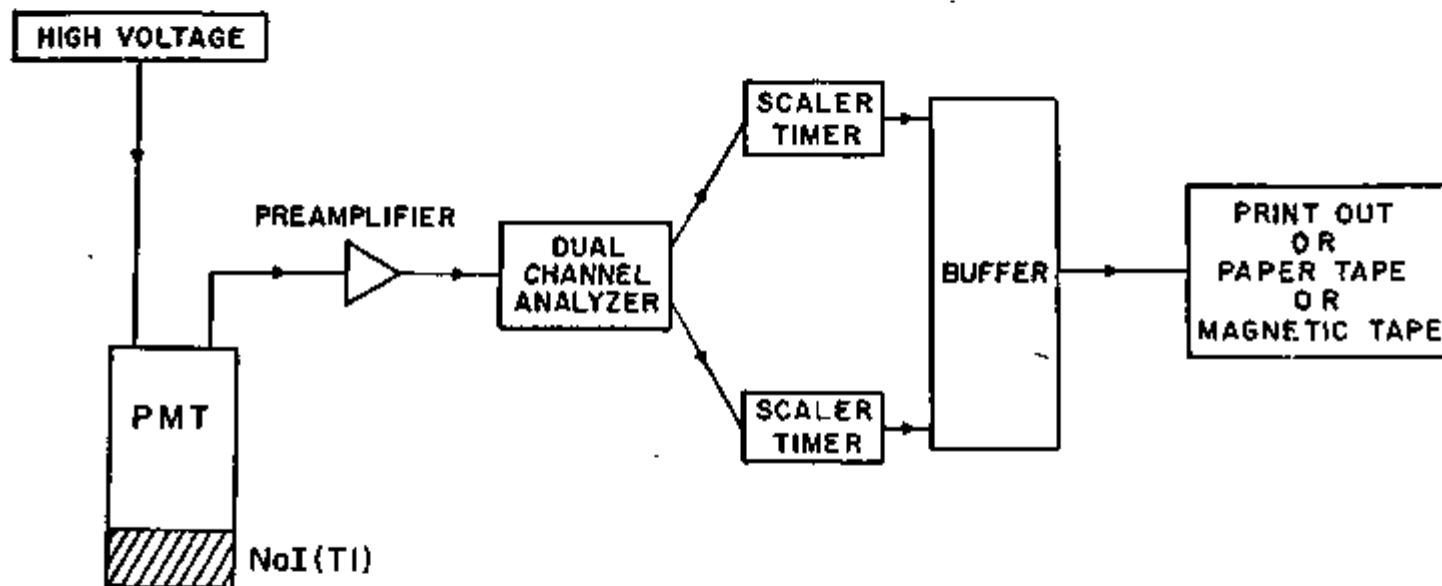 HIGH VOLTAGE
SCALER
TIMER
PREAMPLIFIER
DUAL
CHANNEL
ANALYZER
BUFFER
PRINT OUT
OR
PAPER TAPE
OR
MAGNETIC TAPE
PMT
SCALER
TIMER
NaI(Tl)